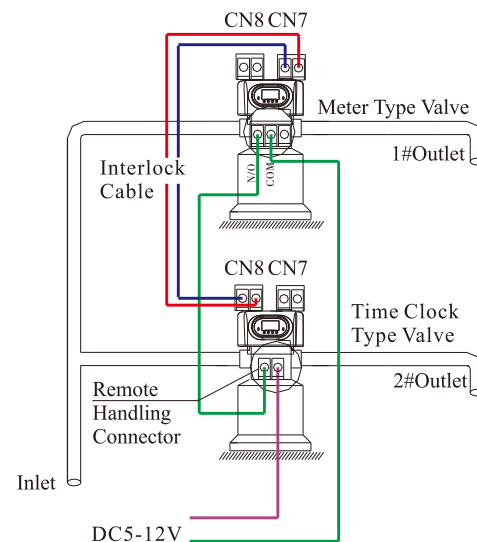 CN8 CN7
Meter Type Valve
1#Outlet
Interlock
Cable
N/O
COM
CN8 CN7
Time Clock
Type Valve
2#Outlet
Remote
Handling
Connector
Inlet
DC5-12V